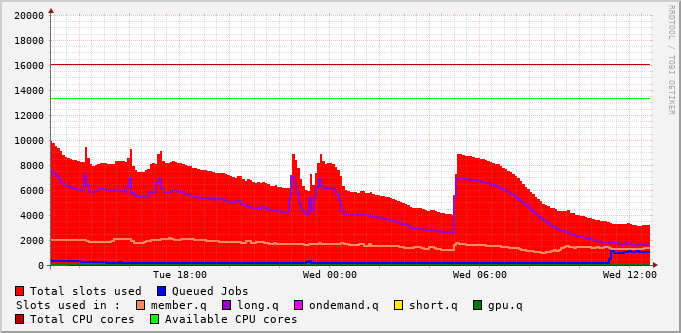 20000
18000
16000
14000
12000
10000
8000
6000
4000
2000
0
Tue 18:00 Wed 00:00 Wed 06:00 Wed 12:00
Total slots used Queued Jobs
Slots used in : member.q long.q ondemand.q short.q gpu.q
Total CPU cores Available CPU cores
RRDTOOL / TOBI OETIKER